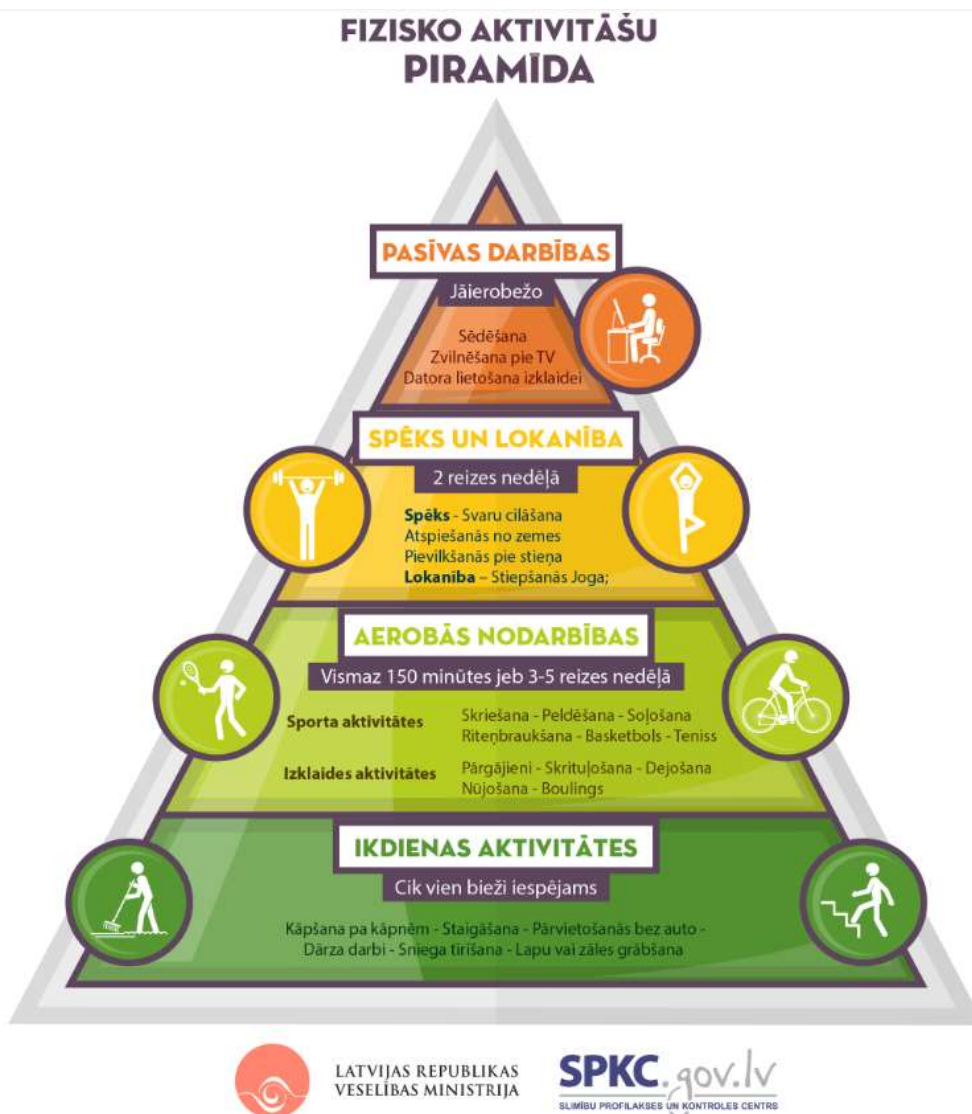 FIZISKO AKTIVITĀŠU
PIRAMĪDA
PASĪVAS DARBĪBAS
Jāierobežo
Sēdēšana
Zvilnēšana pie TV
Datora lietošana izklaidei
SPĒKS UN LOKANĪBA
2 reizes nedēļā
Spēks - Svaru cilāšana
Atspiešanās no zemes
Pievilkšanās pie stieņa
Lokanība – Stiepšanās Joga;
AEROBĀS NODARBĪBAS
Vismaz 150 minūtes jeb 3-5 reizes nedēļā
Sporta aktivitātes
Skriešana - Peldēšana - Soļošana
Riteņbraukšana - Basketbols - Teniss
Izklaides aktivitātes
Pārgājieni - Skrituļošana - Dejošana
Nūjošana - Boulings
IKDIENAS AKTIVITĀTES
Cik vien bieži iespējams
Kāpšana pa kāpnēm - Staigāšana - Pārvietošanās bez auto -
Dārza darbi - Sniega tīrīšana - Lapu vai zāles grābšana
LATVIJAS REPUBLIKAS
VESELĪBAS MINISTRIJA
SPKC.gov.lv
SLIMĪBU PROFILAKSES UN KONTROLES CENTRS